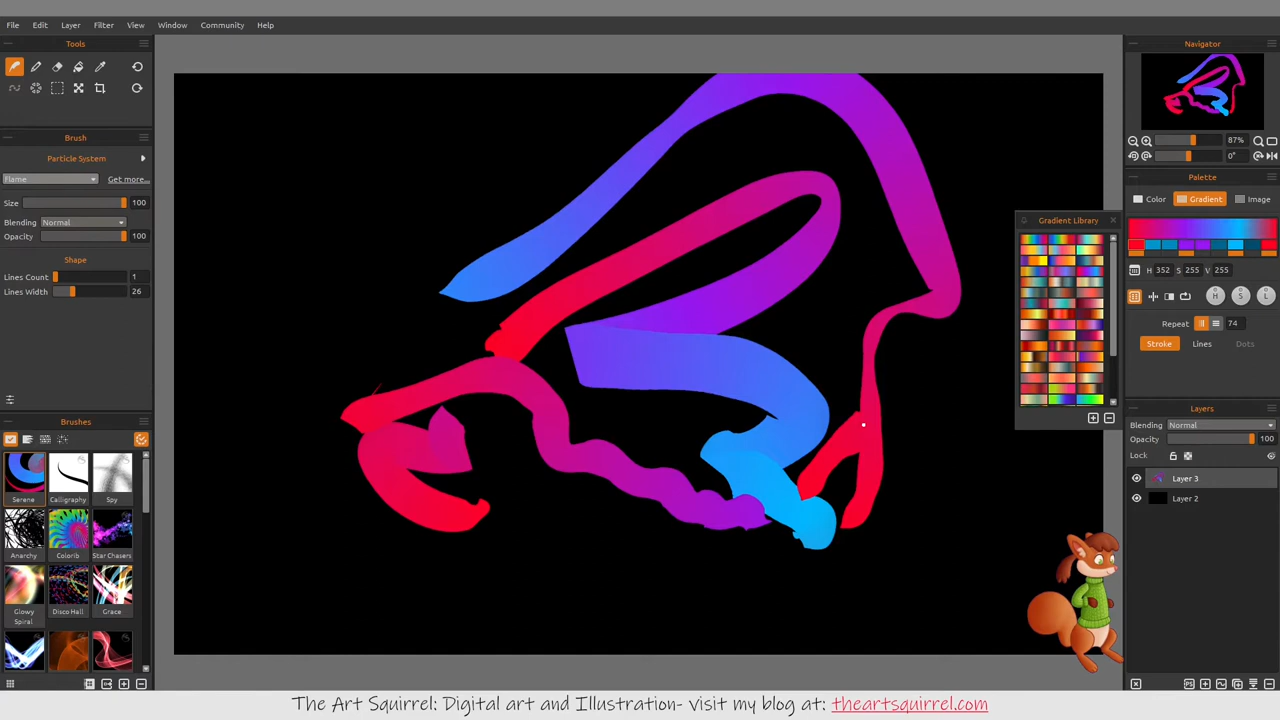 File Edit Layer Filter View Window Community Help
Tools
Brush
Particle System
Flame Get more...
Size 100
Blending Normal
Opacity 100
Shape
Lines Count 1
Lines Width 26
Brushes
Serene Calligraphy Spy
Anarchy Colorib Star Chasers
Glowy Spiral Disco Hall Grace
Gradient Library
Navigator
87%
0°
Palette
Color Gradient Image
H 352 S 255 V 255
H S L
Repeat 74
Stroke Lines Dots
Layers
Blending Normal
Opacity 100
Lock
Layer 3
Layer 2
PS
The Art Squirrel: Digital art and Illustration- visit my blog at: theartsquirrel.com